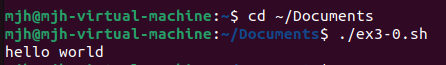 mjh@mjh-virtual-machine:~$ cd ~/Documents
mjh@mjh-virtual-machine:~/Documents$ ./ex3-0.sh
hello world